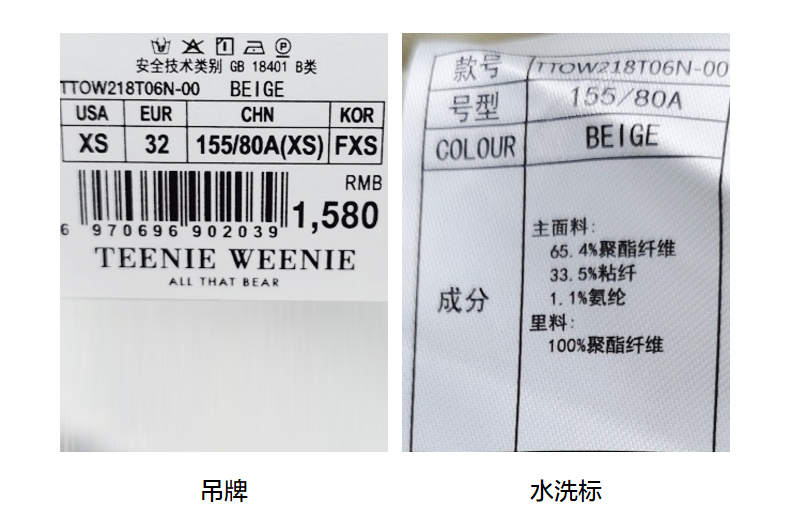 安全技术类别 GB 18401 B类
TTOW218T06N-00 BEIGE
USA EUR CHN KOR
XS 32 155/80A(XS) FXS
RMB
1,580
6 970696 902039
TEENIE WEENIE
ALL THAT BEAR
款号 TTOW218T06N-00
号型 155/80A
COLOUR BEIGE
成分
主面料:
65.4%聚酯纤维
33.5%粘纤
1.1%氨纶
里料:
100%聚酯纤维
吊牌 水洗标